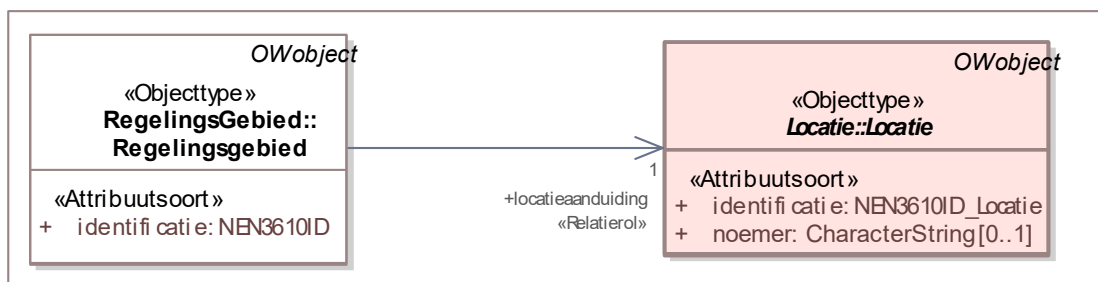 OWobject
«Objecttype»
RegelingsGebied::
Regelingsgebied
«Attribuutsoort»
+ identificatie: NEN3610ID
1
+locatieaanduiding
«Relatierol»
OWobject
«Objecttype»
Locatie::Locatie
«Attribuutsoort»
+ identificatie: NEN3610ID_Locatie
+ noemer: CharacterString [0..1]